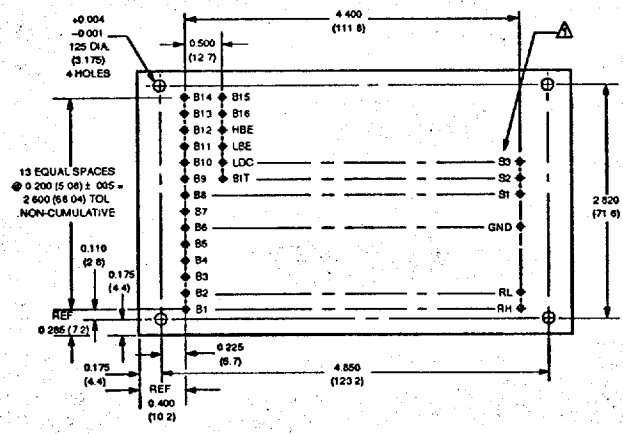 +0.004
-0.001
125 DIA.
(3.175)
4 HOLES
4.400
(111.8)
0.500
(12 7)
1
B14 B15
B13 B16
B12 HBE
B11 LBE
B10 LDC S3
B9 B1T S2
B8 S1
B7
B6 GND
B5
B4
B3
B2 RL
B1 RH
13 EQUAL SPACES
@ 0 200 (5 08) ± 005 =
2 600 (66 04) TOL
NON-CUMULATIVE
2 820
(71 6)
0.110
(2 8)
0.175
(4.4)
REF
0.285 (7.2)
0.225
(5.7)
0.175
(4.4)
4.850
(123 2)
REF
0.400
(10.2)